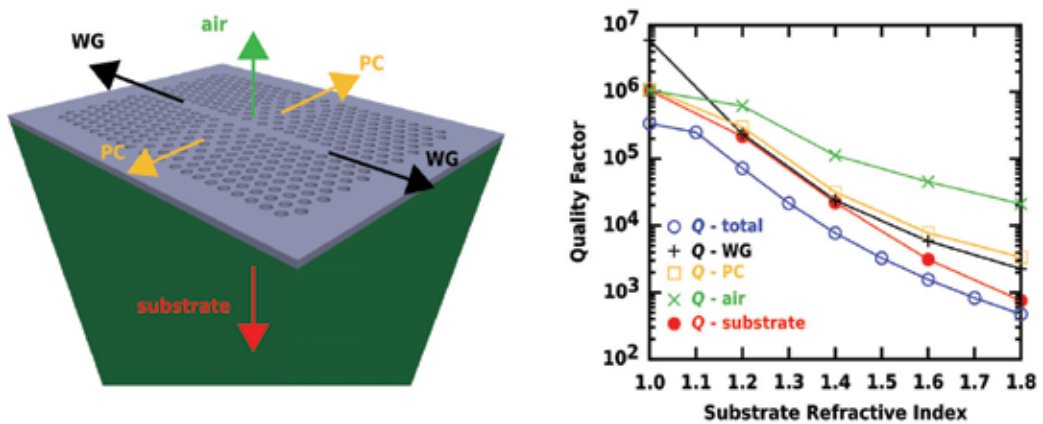 WG
air
PC
PC
WG
substrate
Quality Factor
10^7
10^6
10^5
10^4
10^3
10^2
Q - total
Q - WG
Q - PC
Q - air
Q - substrate
1.0 1.1 1.2 1.3 1.4 1.5 1.6 1.7 1.8
Substrate Refractive Index